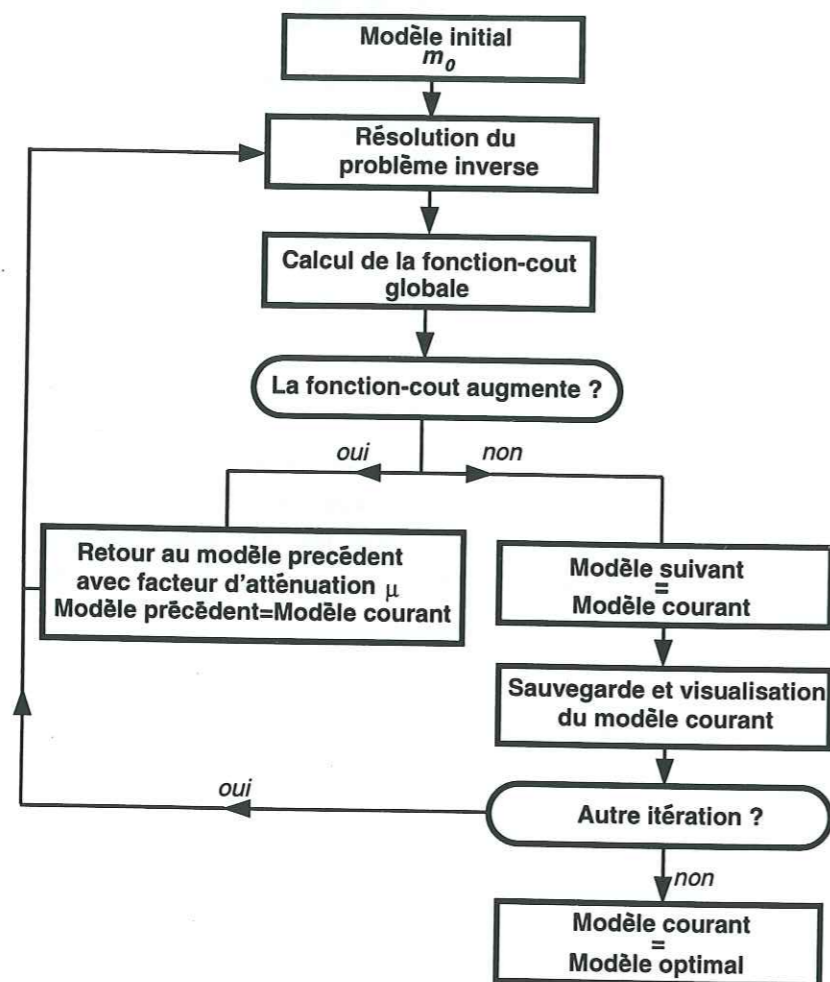 Modèle initial
m0
Résolution du
problème inverse
Calcul de la fonction-cout
globale
La fonction-cout augmente ?
oui
non
Retour au modèle precédent
avec facteur d'atténuation μ
Modèle précédent=Modèle courant
Modèle suivant
=
Modèle courant
Sauvegarde et visualisation
du modèle courant
oui
Autre itération ?
non
Modèle courant
=
Modèle optimal